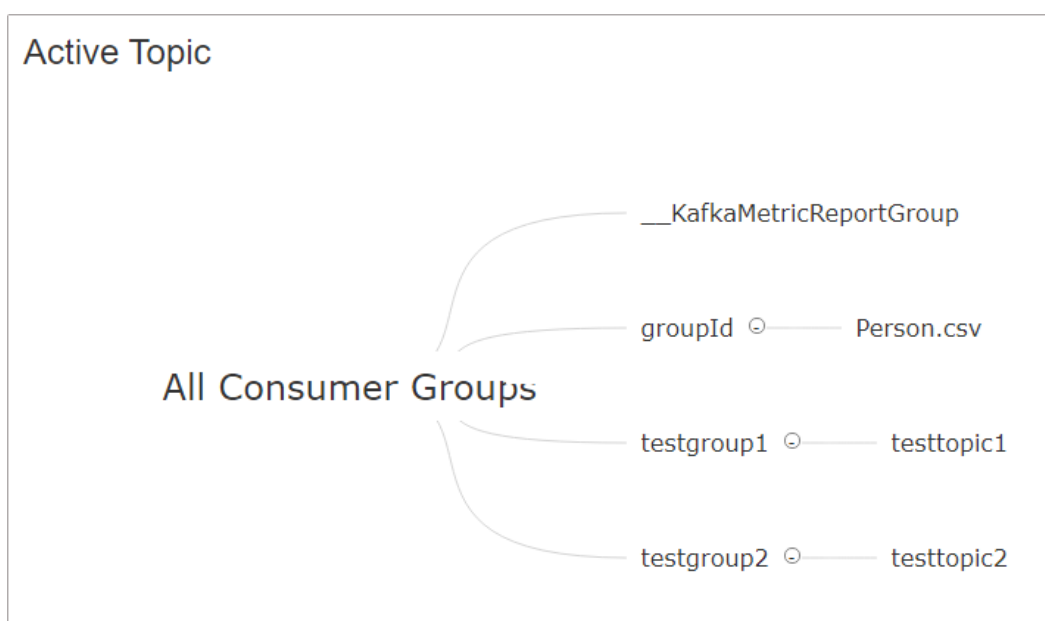 Active Topic
__KafkaMetricReportGroup
groupId - Person.csv
All Consumer Groups
testgroup1 - testtopic1
testgroup2 - testtopic2